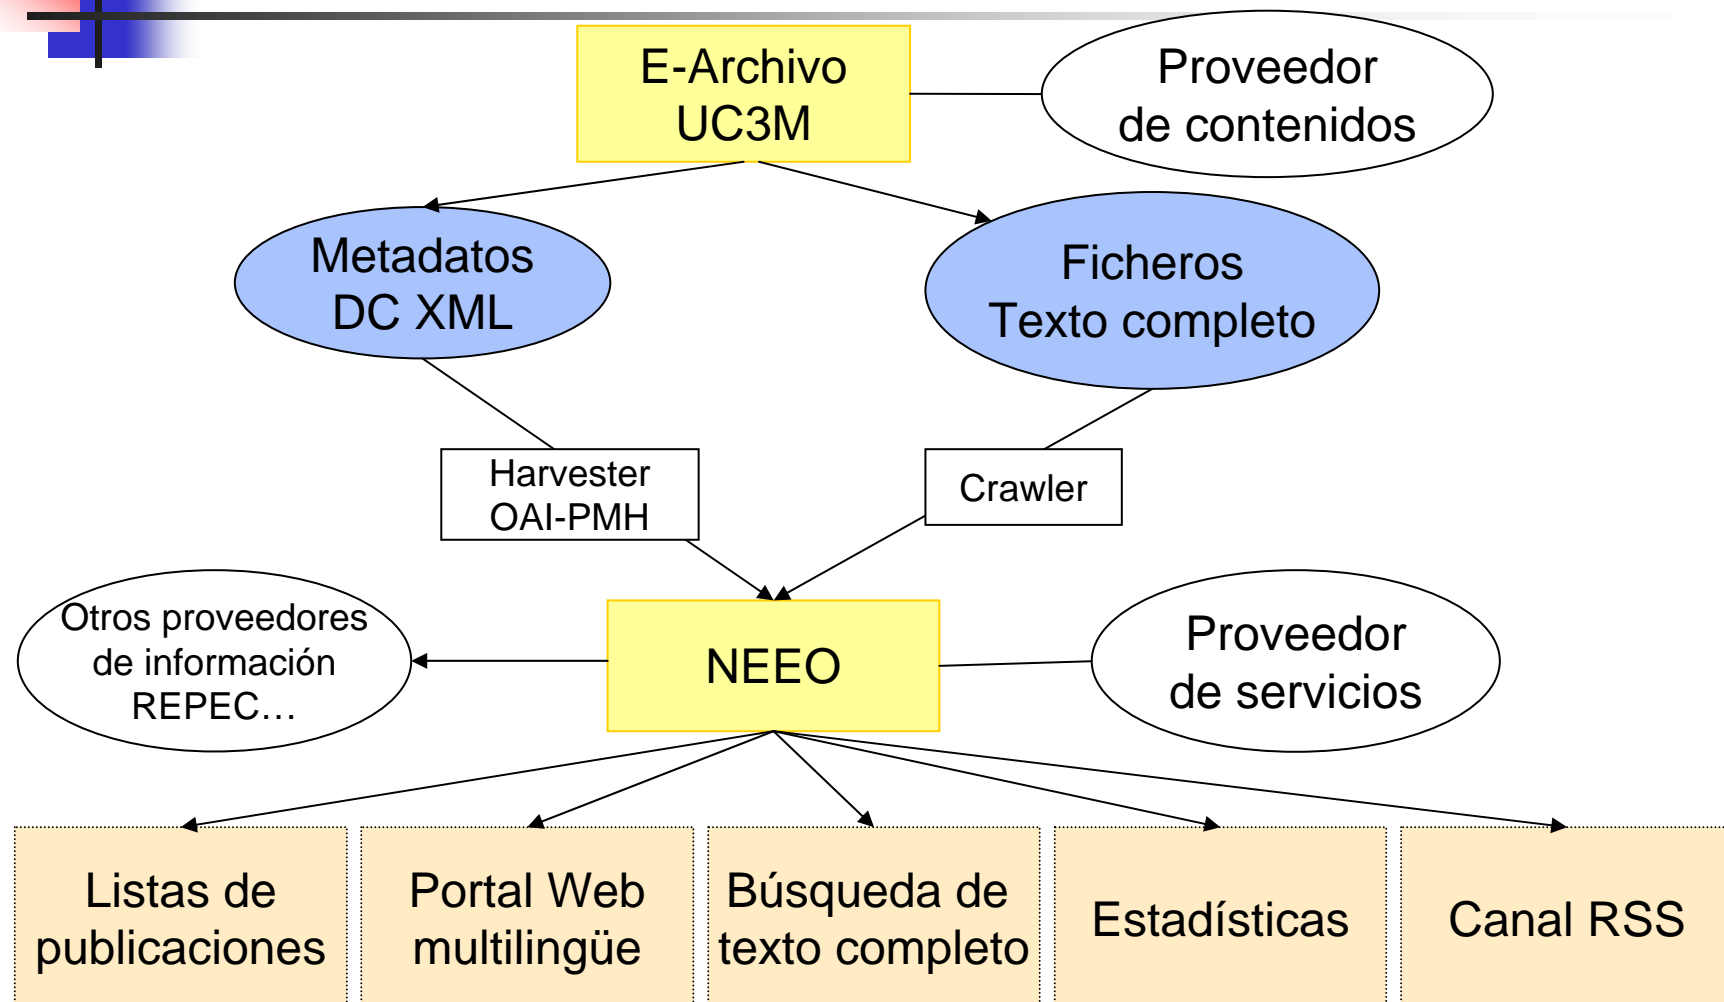 E-Archivo
UC3M
Proveedor
de contenidos
Metadatos
DC XML
Ficheros
Texto completo
Harvester
OAI-PMH
Crawler
Otros proveedores
de información
REPEC…
NEEO
Proveedor
de servicios
Listas de
publicaciones
Portal Web
multilingüe
Búsqueda de
texto completo
Estadísticas
Canal RSS